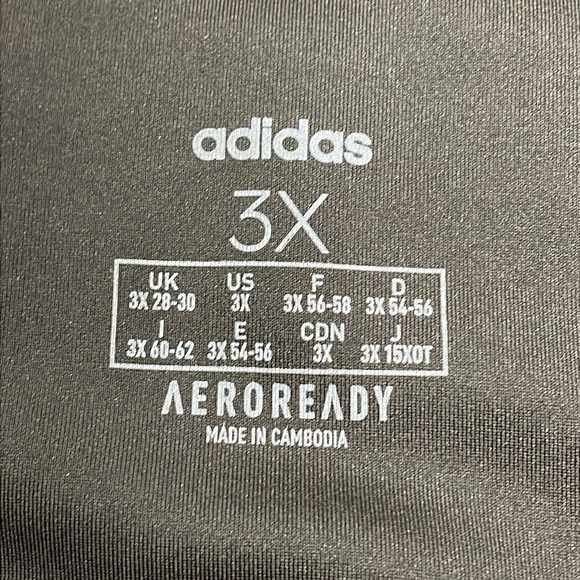 adidas
3X
UK US F D
3X 28-30 3X 3X 56-58 3X 54-56
I E CDN J
3X 60-62 3X 54-56 3X 3X 15XOT
AEROREADY
MADE IN CAMBODIA